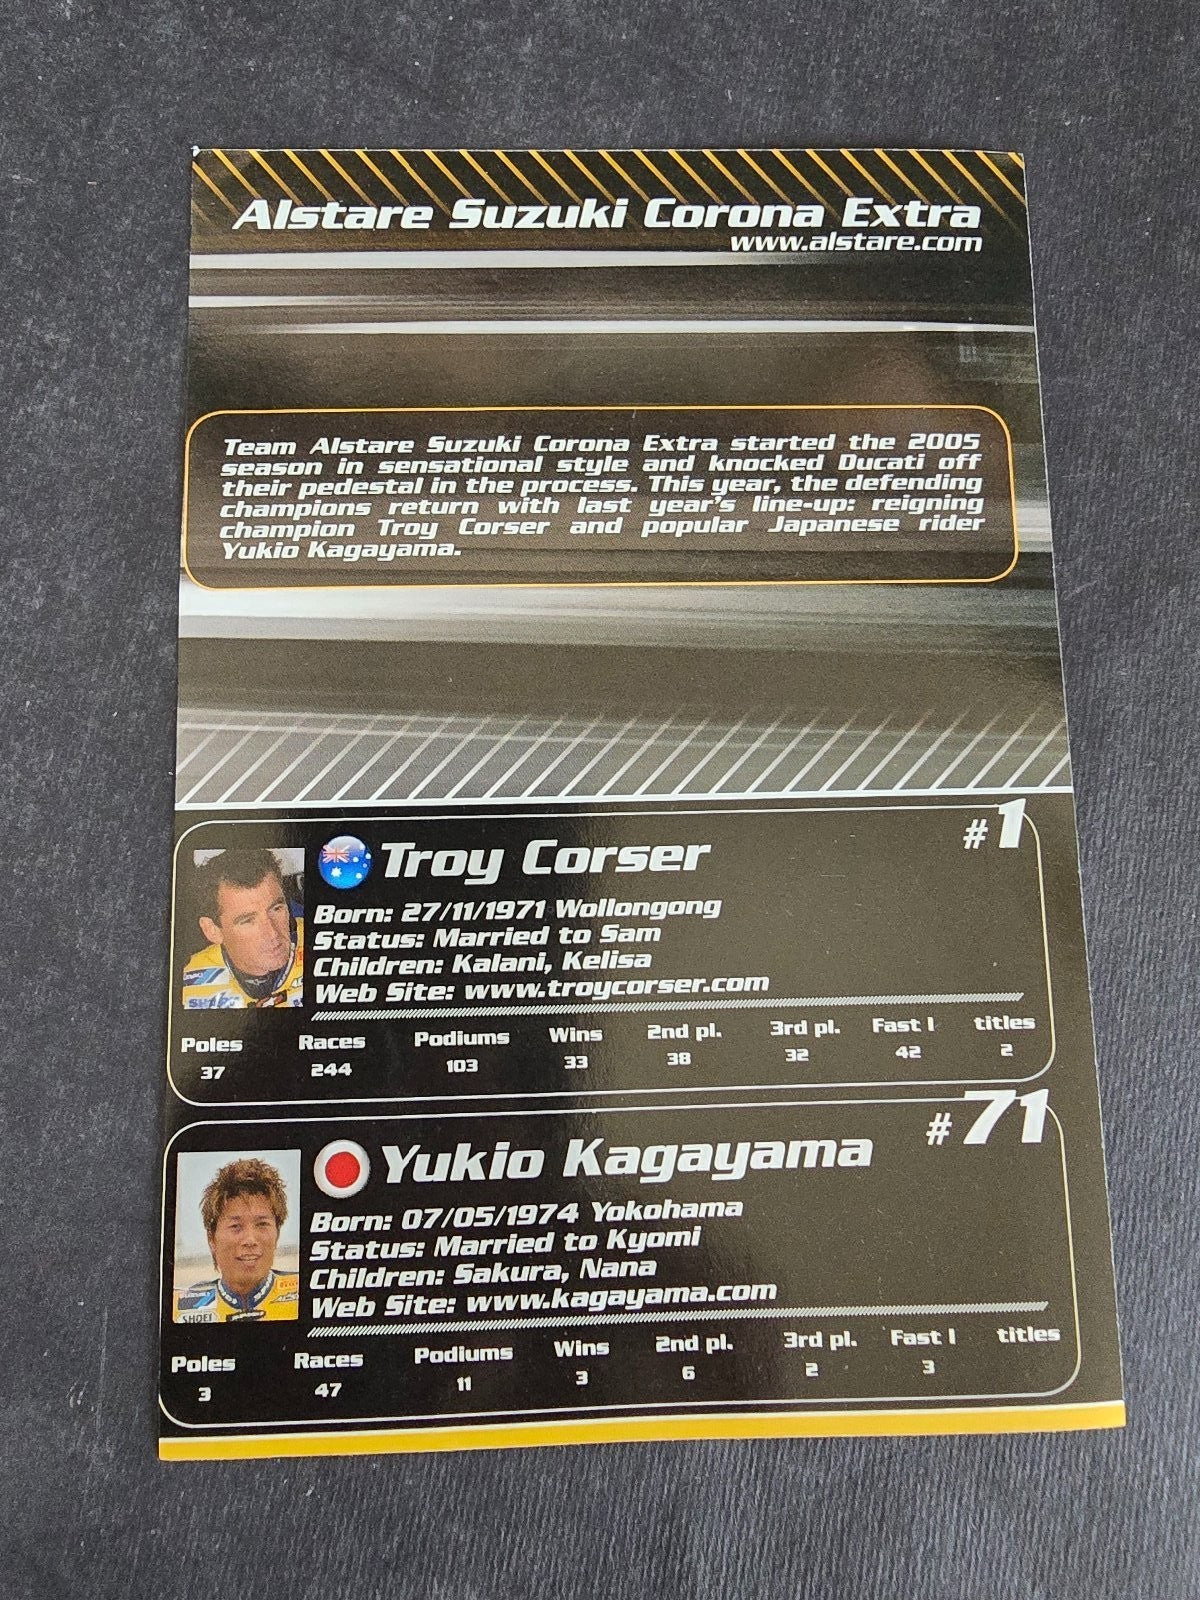 Alstare Suzuki Corona Extra
www.alstare.com
Team Alstare Suzuki Corona Extra started the 2005
season in sensational style and knocked Ducati off
their pedestal in the process. This year, the defending
champions return with last year's line-up: reigning
champion Troy Corser and popular Japanese rider
Yukio Kagayama.
#1
Troy Corser
Born: 27/11/1971 Wollongong
Status: Married to Sam
Children: Kalani, Kelisa
Web Site: www.troycorser.com
Poles Races Podiums Wins 2nd pl. 3rd pl. Fast l titles
37 244 103 33 38 32 42 2
#71
Yukio Kagayama
Born: 07/05/1974 Yokohama
Status: Married to Kyomi
Children: Sakura, Nana
Web Site: www.kagayama.com
SHOEI
Poles Races Podiums Wins 2nd pl. 3rd pl. Fast l titles
3 47 11 3 6 2 3